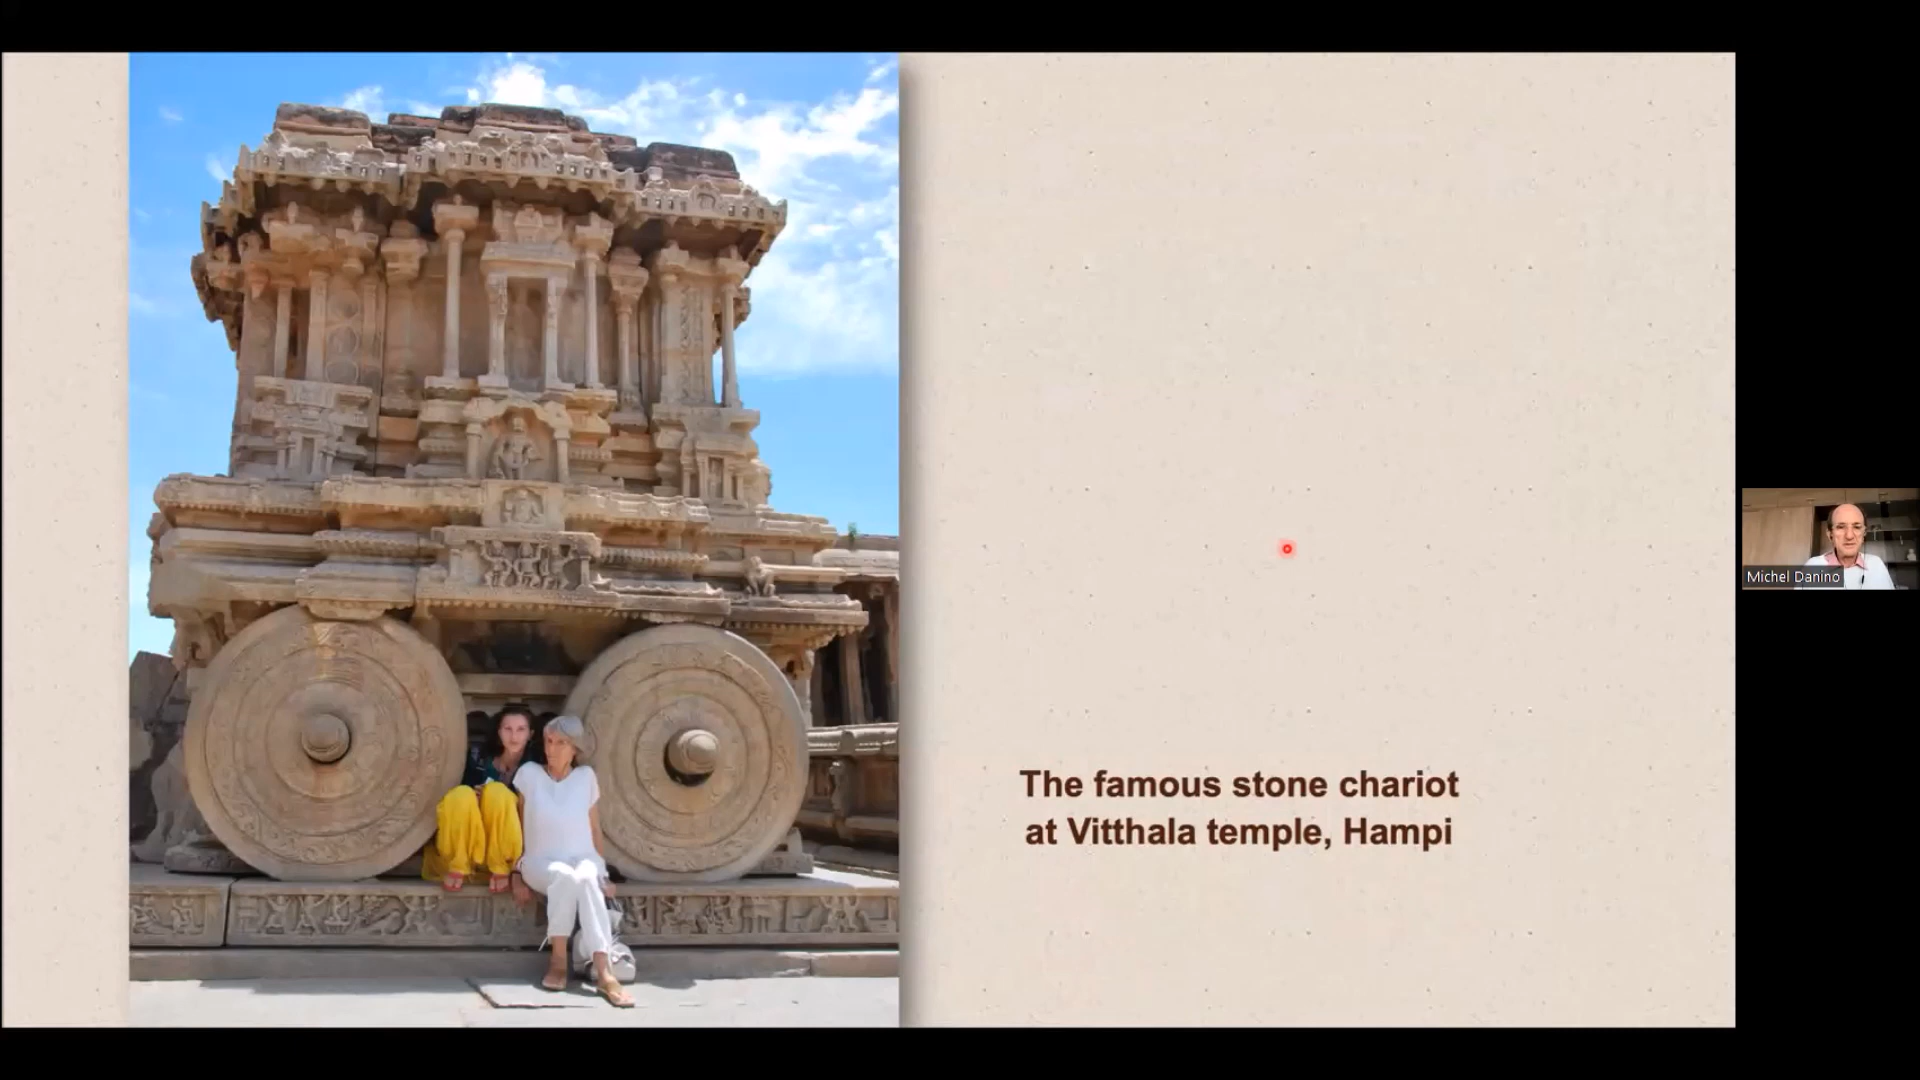 The famous stone chariot
at Vitthala temple, Hampi
Michel Danino